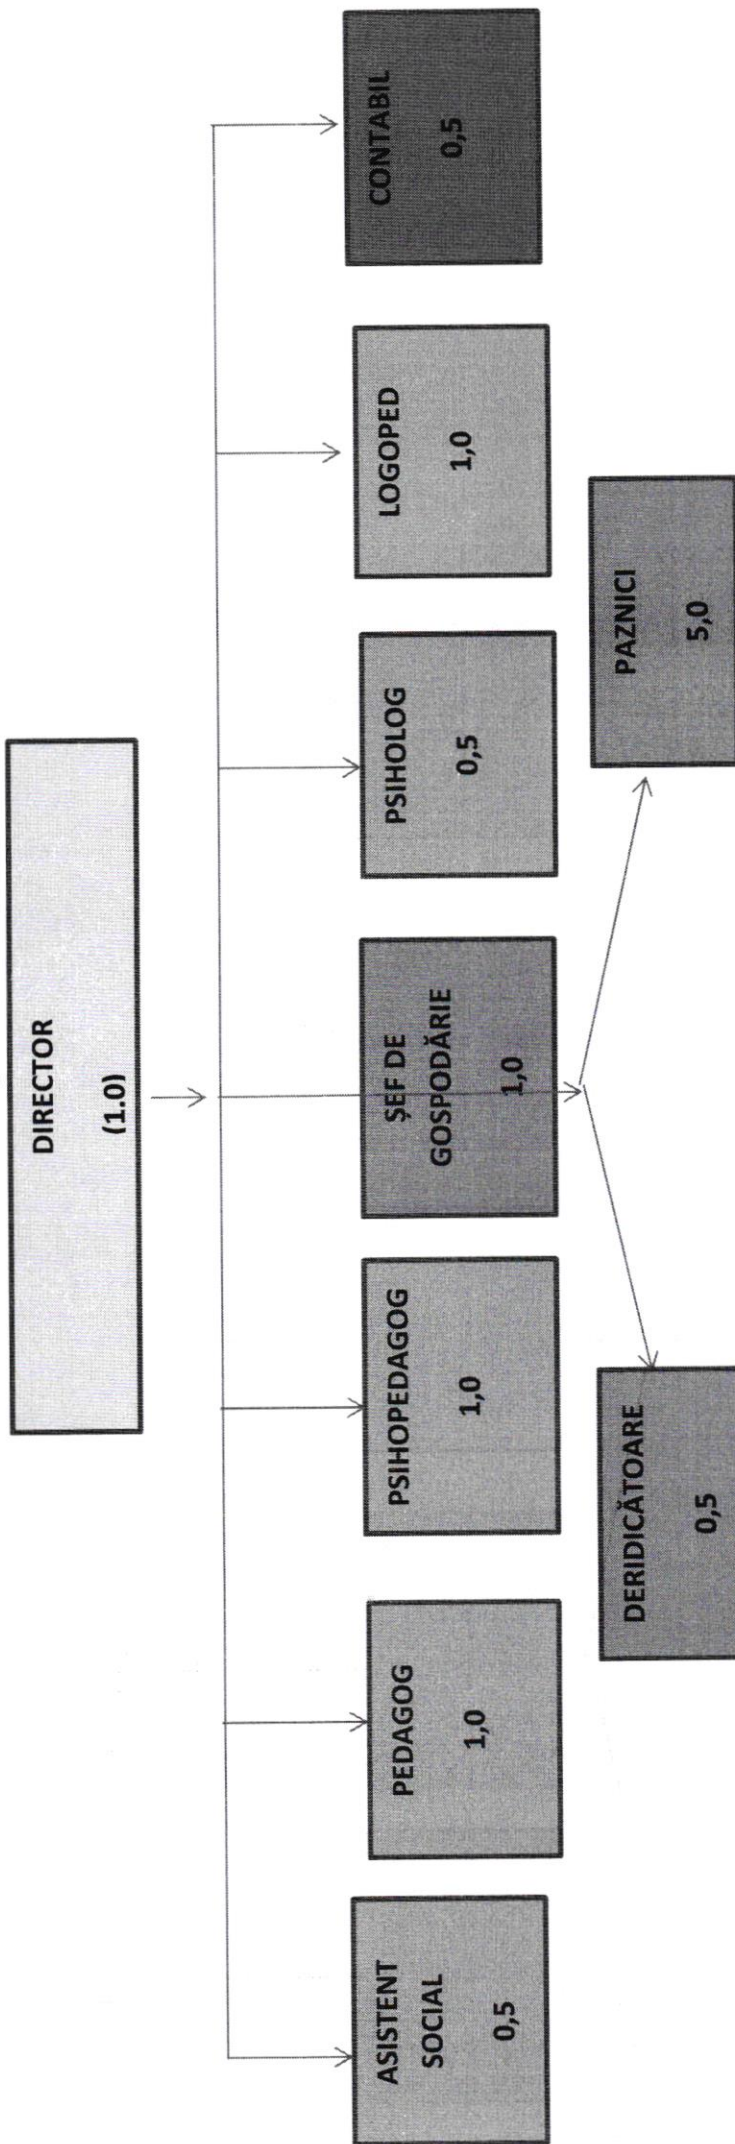 DIRECTOR
(1.0)
ASISTENT
SOCIAL
0,5
PEDAGOG
1,0
PSIHOPEDAGOG
1,0
ŞEF DE
GOSPODĂRIE
1,0
PSIHOLOG
0,5
LOGOPED
1,0
CONTABIL
0,5
DERIDICĂTOARE
0,5
PAZNICI
5,0